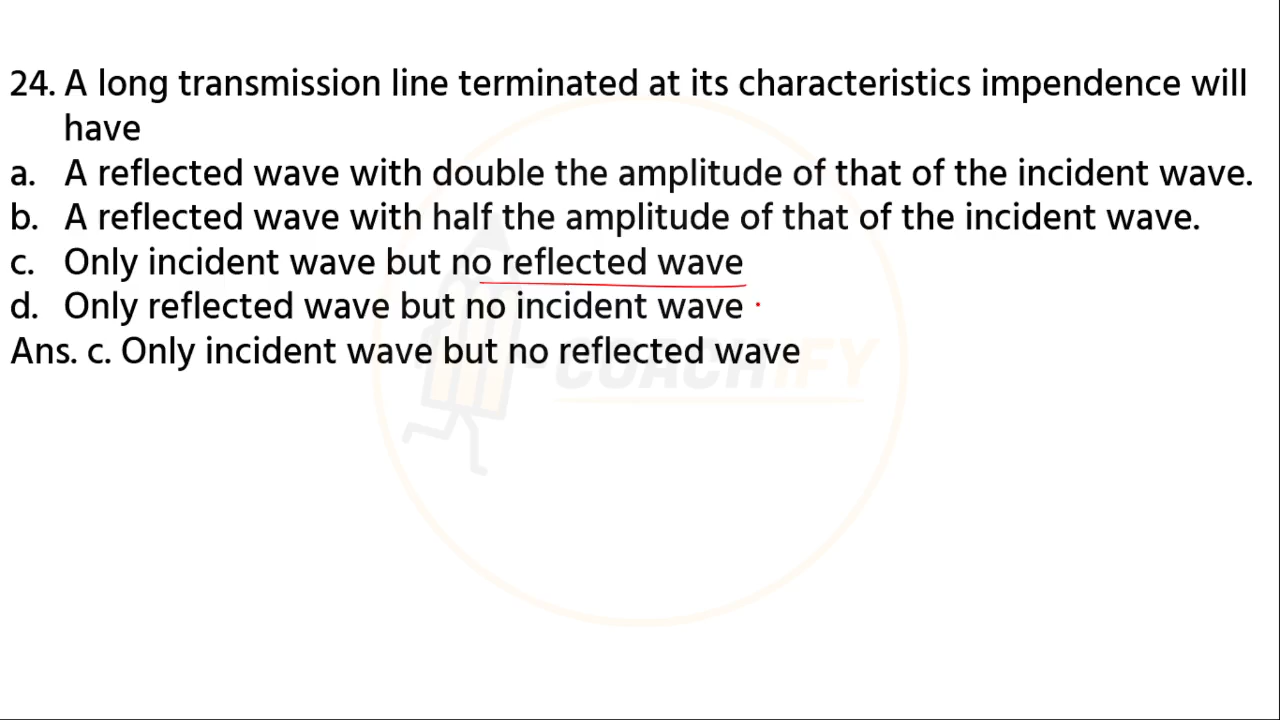 24. A long transmission line terminated at its characteristics impendence will
have
a. A reflected wave with double the amplitude of that of the incident wave.
b. A reflected wave with half the amplitude of that of the incident wave.
c. Only incident wave but no reflected wave
d. Only reflected wave but no incident wave
Ans. c. Only incident wave but no reflected wave
COACHIFY